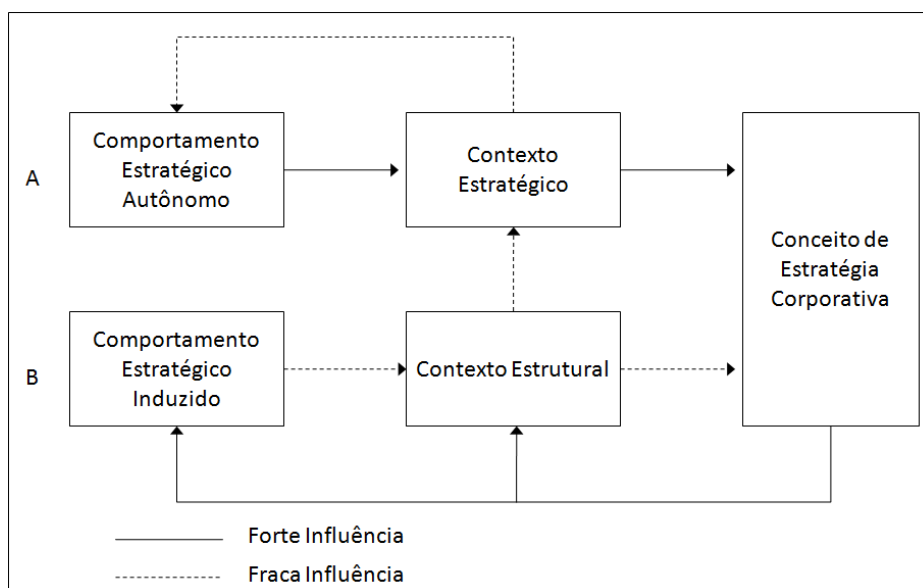 A
Comportamento
Estratégico
Autônomo
Contexto
Estratégico
Conceito de
Estratégia
Corporativa
B
Comportamento
Estratégico
Induzido
Contexto Estrutural
Forte Influência
Fraca Influência